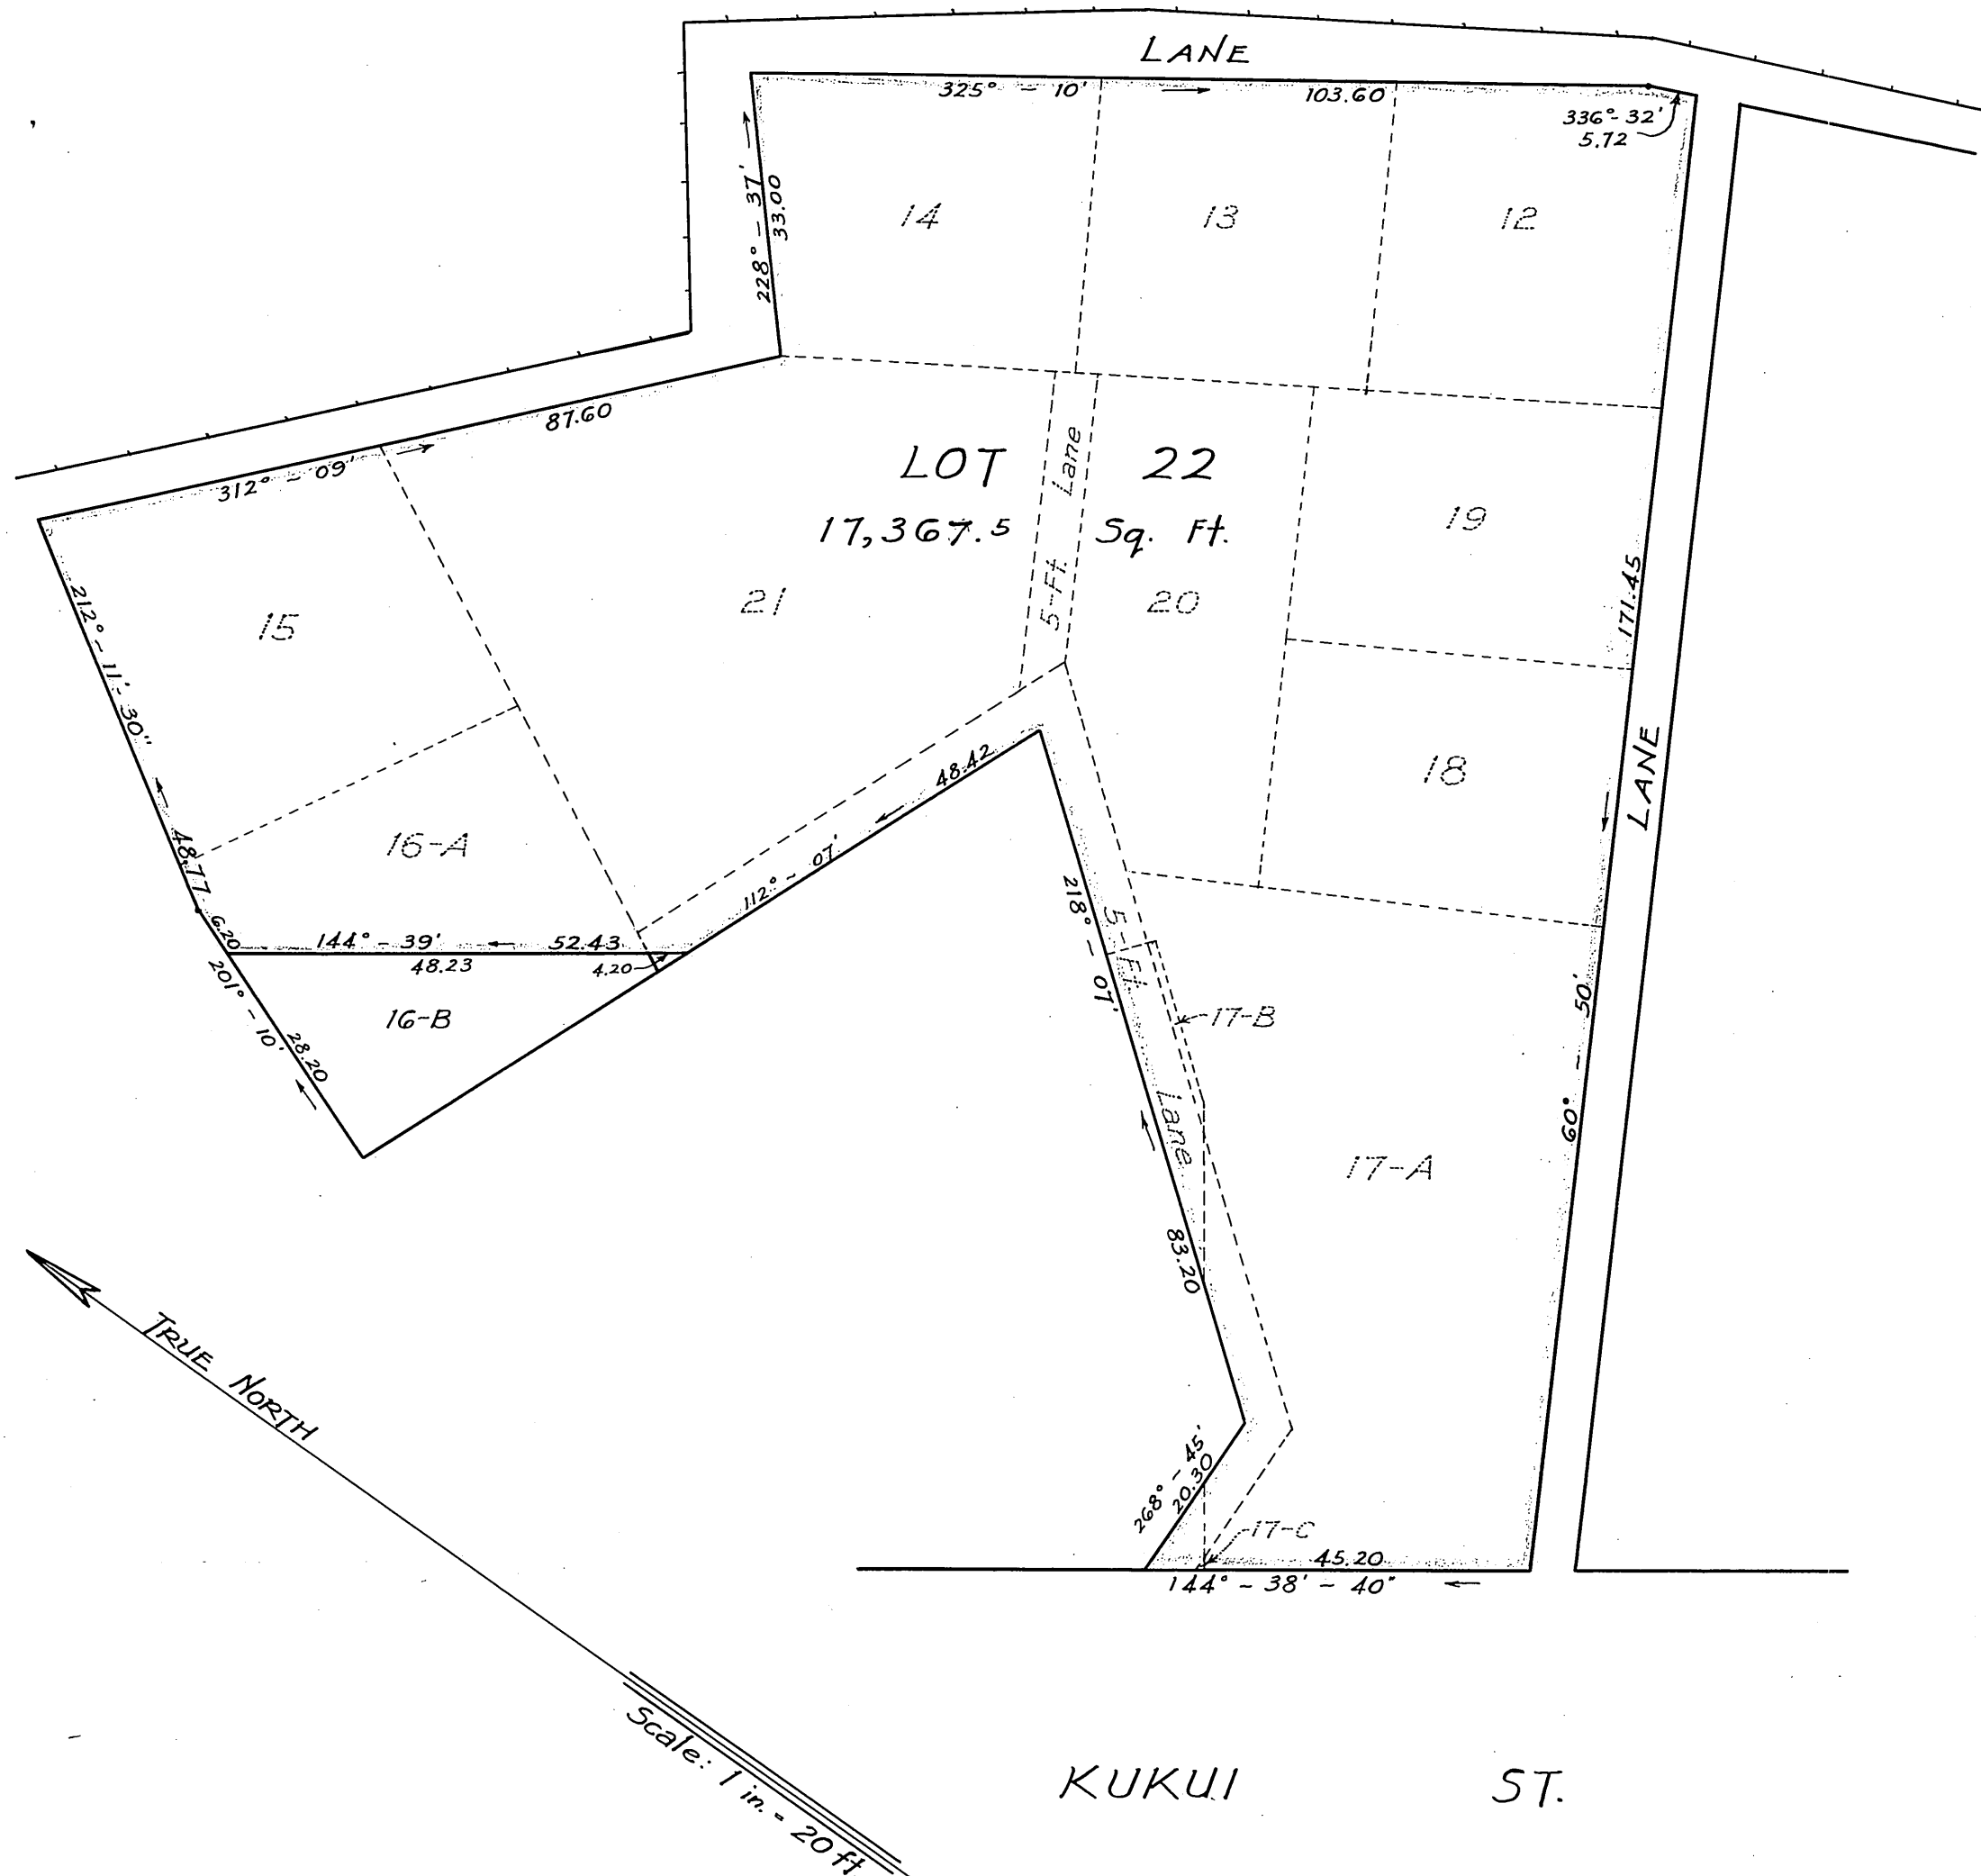 LANE
325° - 10' 103.60
336° - 32'
5.72
228° - 37'
33.00
14
13
12
87.60
312° - 09'
LOT 22
17,367.5 Sq. Ft.
5-Ft. Lane
19
171.45
15
21
20
212° - 11' - 30"
48.77
18
LANE
48.42
112° - 07'
16-A
6.20
144° - 39' 52.43
48.23
4.20
201° - 10'
28.20
16-B
218° - 07'
83.20
5-Ft. Lane
17-B
60° - 50'
17-A
268° - 45'
20.30
17-C
45.20
144° - 38' - 40"
TRUE NORTH
Scale: 1 in. = 20 ft
KUKUI ST.